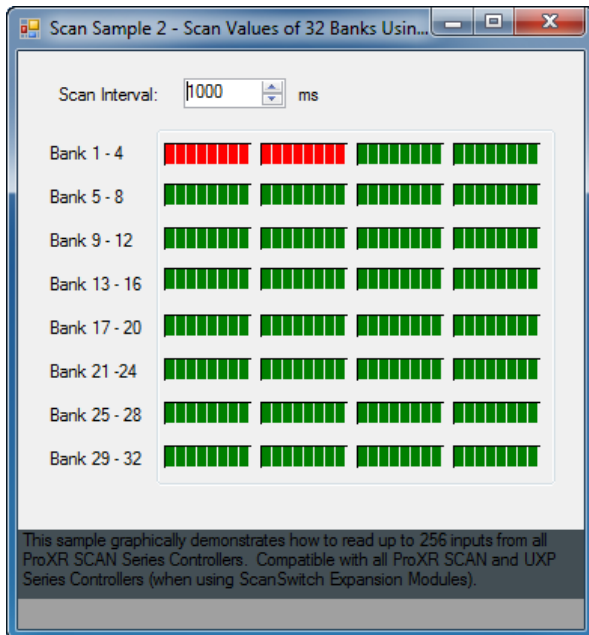 Scan Sample 2 - Scan Values of 32 Banks Usin...
Scan Interval: 1000 ms
Bank 1 - 4
Bank 5 - 8
Bank 9 - 12
Bank 13 - 16
Bank 17 - 20
Bank 21 -24
Bank 25 - 28
Bank 29 - 32
This sample graphically demonstrates how to read up to 256 inputs from all
ProXR SCAN Series Controllers.  Compatible with all ProXR SCAN and UXP
Series Controllers (when using ScanSwitch Expansion Modules).